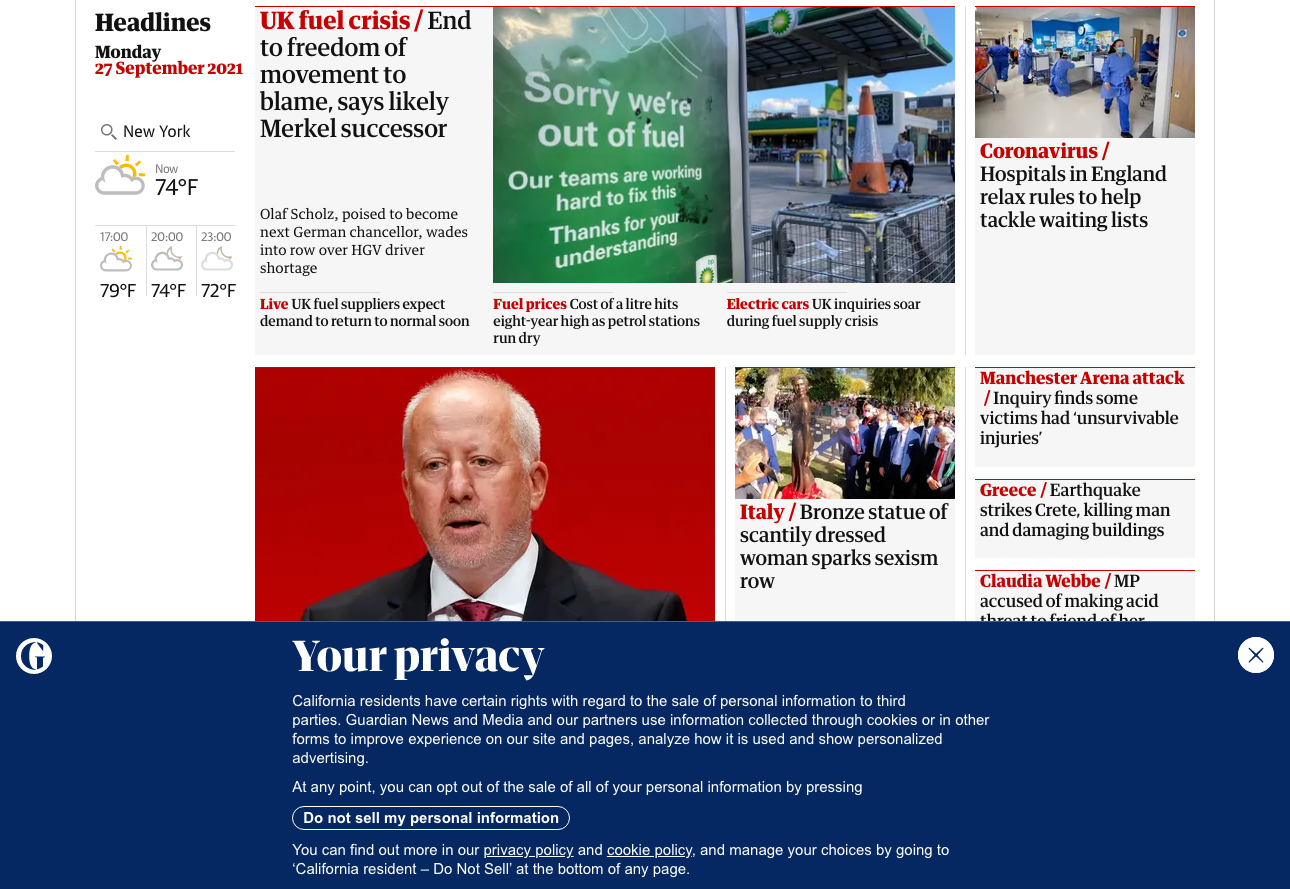 Headlines
Monday
27 September 2021
New York
Now
74°F
17:00
20:00
23:00
79°F
74°F
72°F
UK fuel crisis / End
to freedom of
movement to
blame, says likely
Merkel successor
Olaf Scholz, poised to become
next German chancellor, wades
into row over HGV driver
shortage
Sorry we're
out of fuel
Our teams are working
hard to fix this
Thanks for your
understanding
bp
Live UK fuel suppliers expect
demand to return to normal soon
Fuel prices Cost of a litre hits
eight-year high as petrol stations
run dry
Electric cars UK inquiries soar
during fuel supply crisis
Coronavirus /
Hospitals in England
relax rules to help
tackle waiting lists
Italy / Bronze statue of
scantily dressed
woman sparks sexism
row
Manchester Arena attack
/ Inquiry finds some
victims had ‘unsurvivable
injuries’
Greece / Earthquake
strikes Crete, killing man
and damaging buildings
Claudia Webbe / MP
accused of making acid
threat to friend of her
Your privacy
California residents have certain rights with regard to the sale of personal information to third
parties. Guardian News and Media and our partners use information collected through cookies or in other
forms to improve experience on our site and pages, analyze how it is used and show personalized
advertising.
At any point, you can opt out of the sale of all of your personal information by pressing
Do not sell my personal information
You can find out more in our privacy policy and cookie policy, and manage your choices by going to
‘California resident – Do Not Sell’ at the bottom of any page.